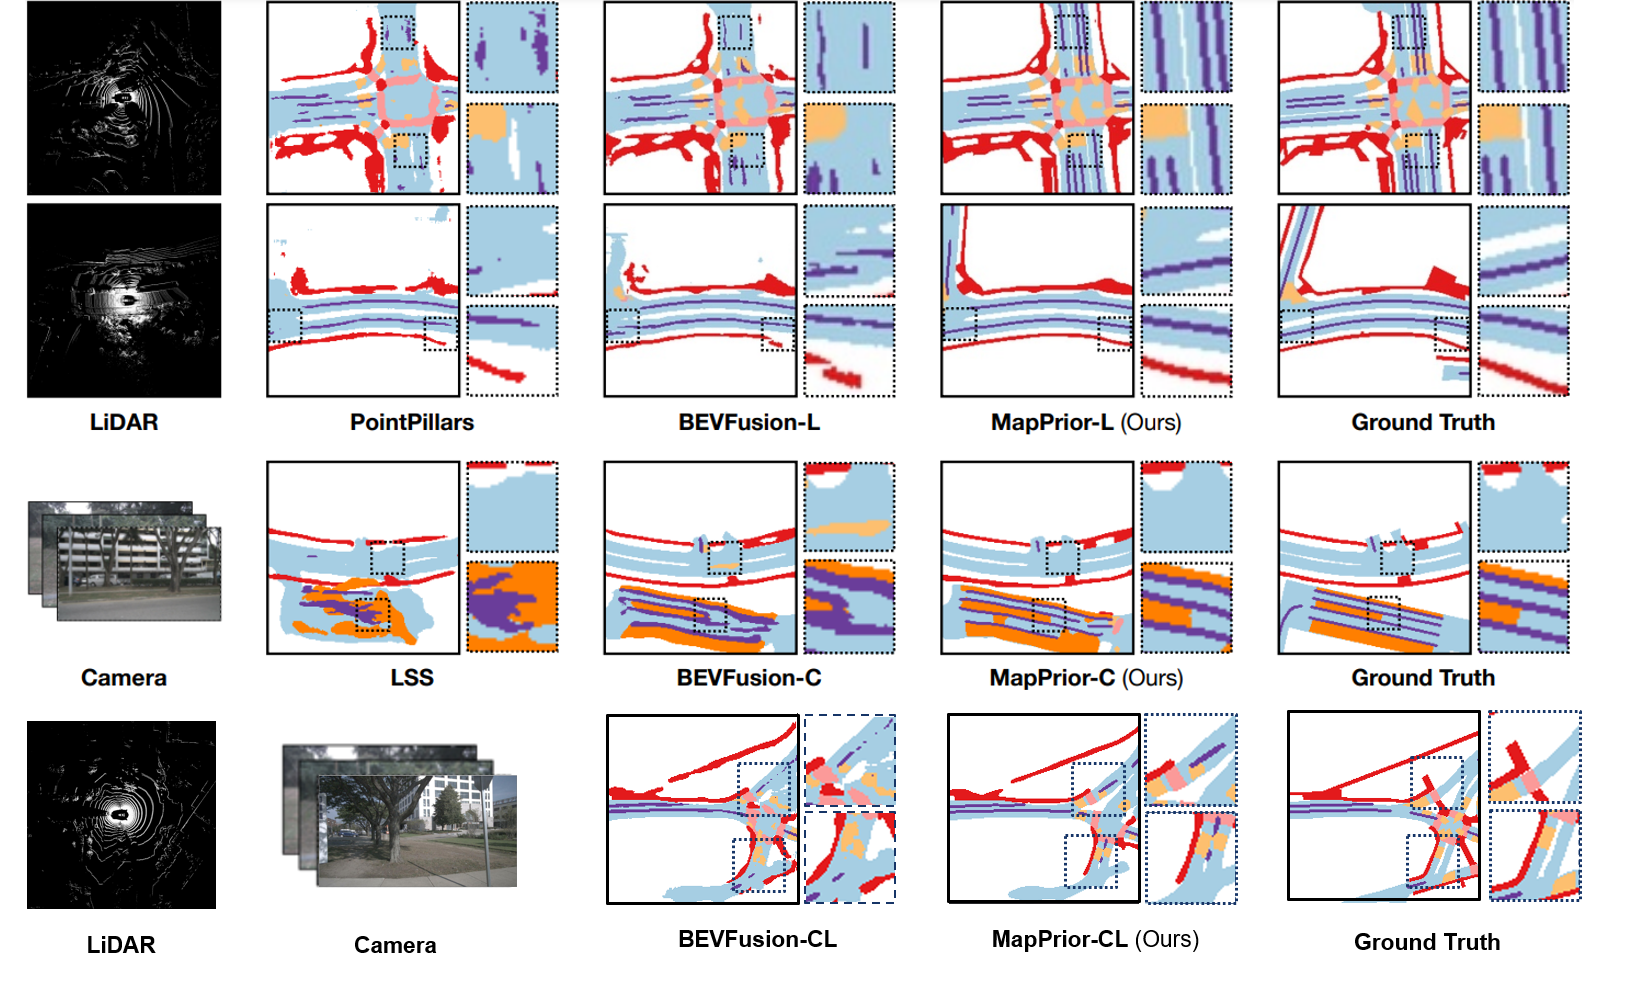 LiDAR PointPillars BEVFusion-L MapPrior-L (Ours) Ground Truth
Camera LSS BEVFusion-C MapPrior-C (Ours) Ground Truth
LiDAR Camera BEVFusion-CL MapPrior-CL (Ours) Ground Truth